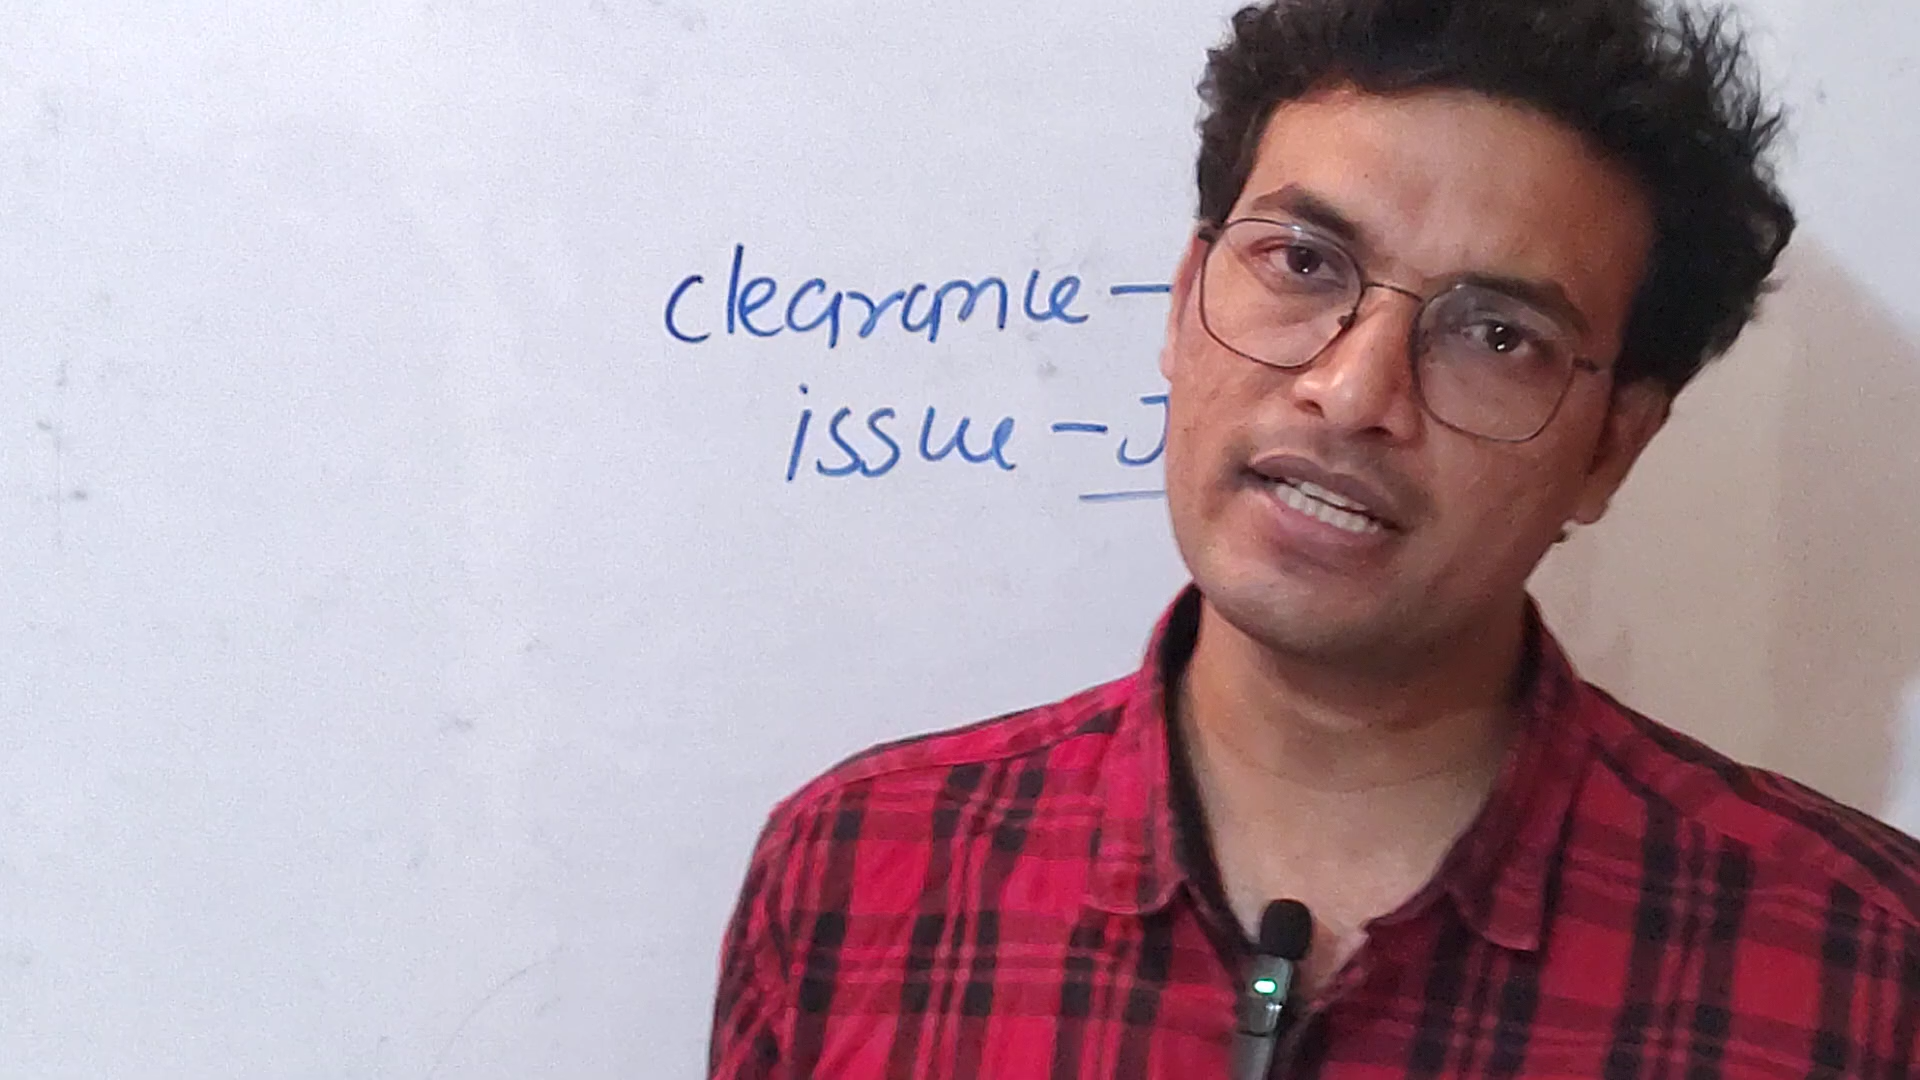 clearance –
issue – J